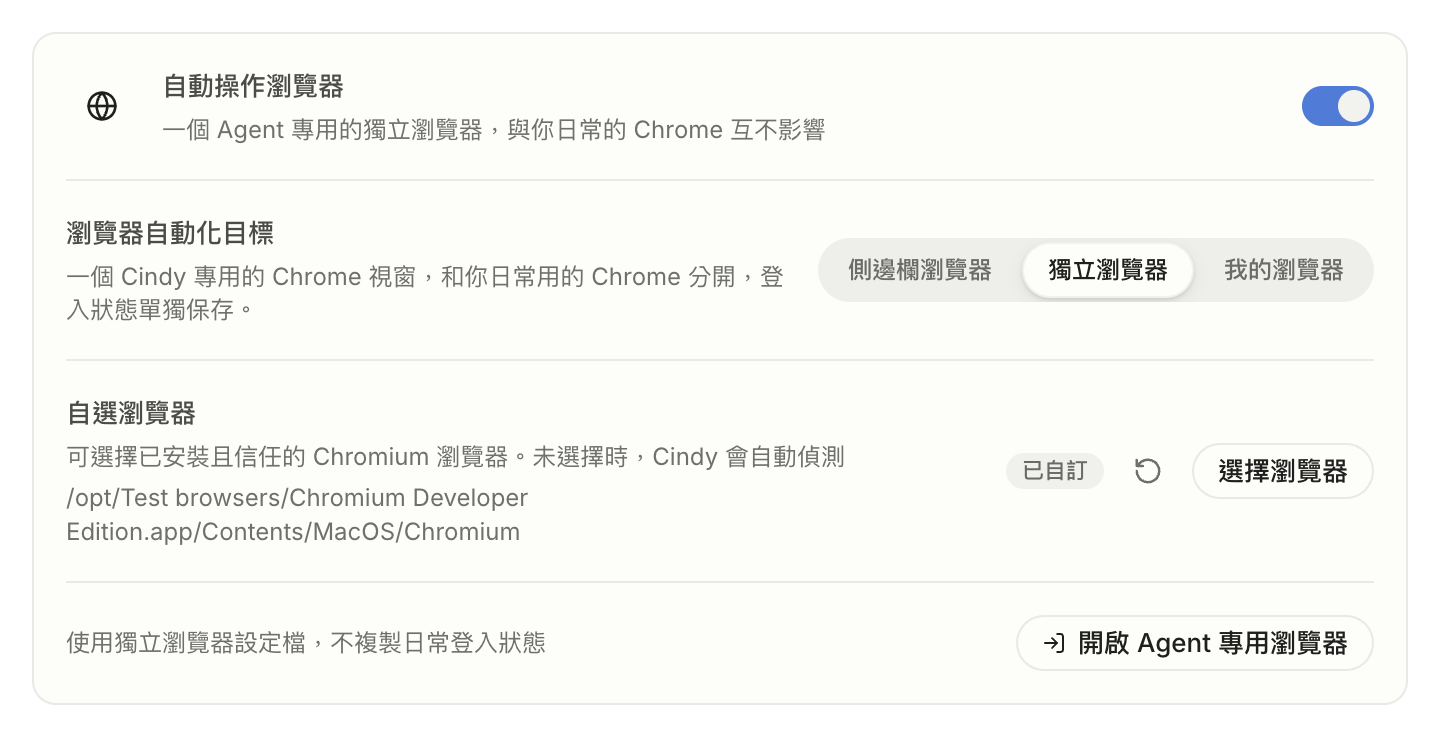 自動操作瀏覽器
一個 Agent 專用的獨立瀏覽器，與你日常的 Chrome 互不影響
瀏覽器自動化目標
一個 Cindy 專用的 Chrome 視窗，和你日常用的 Chrome 分開，登
入狀態單獨保存。
側邊欄瀏覽器
獨立瀏覽器
我的瀏覽器
自選瀏覽器
可選擇已安裝且信任的 Chromium 瀏覽器。未選擇時，Cindy 會自動偵測
/opt/Test browsers/Chromium Developer
Edition.app/Contents/MacOS/Chromium
已自訂
選擇瀏覽器
使用獨立瀏覽器設定檔，不複製日常登入狀態
開啟 Agent 專用瀏覽器